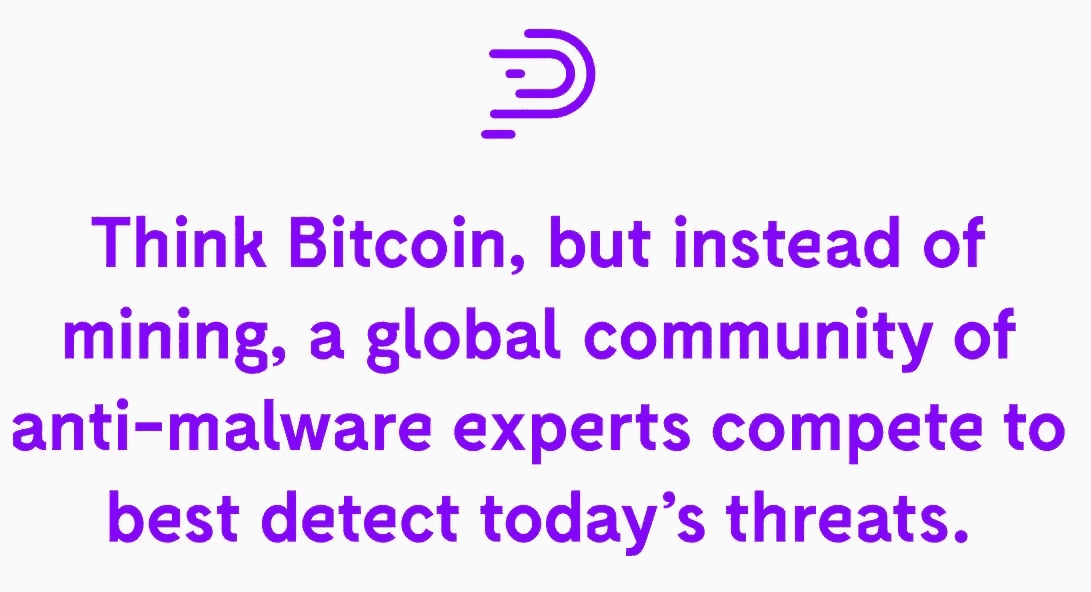 Think Bitcoin, but instead of
mining, a global community of
anti-malware experts compete to
best detect today’s threats.